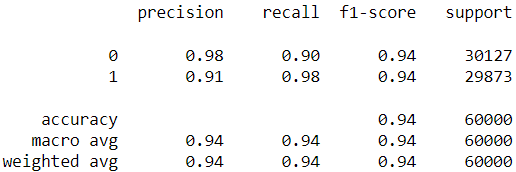 precision recall f1-score support
0 0.98 0.90 0.94 30127
1 0.91 0.98 0.94 29873
accuracy 0.94 60000
macro avg 0.94 0.94 0.94 60000
weighted avg 0.94 0.94 0.94 60000